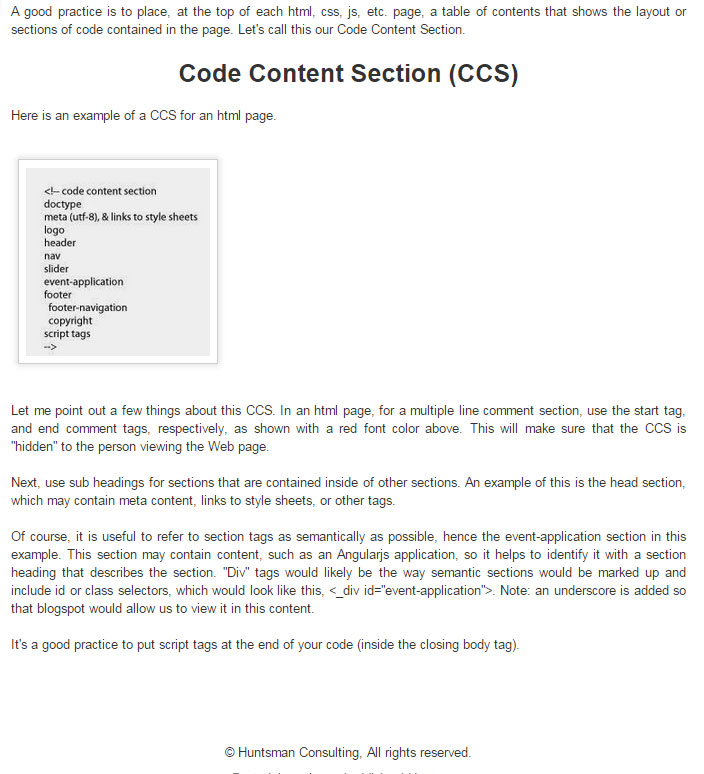 A good practice is to place, at the top of each html, css, js, etc. page, a table of contents that shows the layout or
sections of code contained in the page. Let's call this our Code Content Section.
Code Content Section (CCS)
Here is an example of a CCS for an html page.
<!-- code content section
doctype
meta (utf-8), & links to style sheets
logo
header
nav
slider
event-application
footer
footer-navigation
copyright
script tags
-->
Let me point out a few things about this CCS. In an html page, for a multiple line comment section, use the start tag,
and end comment tags, respectively, as shown with a red font color above. This will make sure that the CCS is
"hidden" to the person viewing the Web page.
Next, use sub headings for sections that are contained inside of other sections. An example of this is the head section,
which may contain meta content, links to style sheets, or other tags.
Of course, it is useful to refer to section tags as semantically as possible, hence the event-application section in this
example. This section may contain content, such as an Angularjs application, so it helps to identify it with a section
heading that describes the section. "Div" tags would likely be the way semantic sections would be marked up and
include id or class selectors, which would look like this, <_div id="event-application">. Note: an underscore is added so
that blogspot would allow us to view it in this content.
It's a good practice to put script tags at the end of your code (inside the closing body tag).
© Huntsman Consulting, All rights reserved.